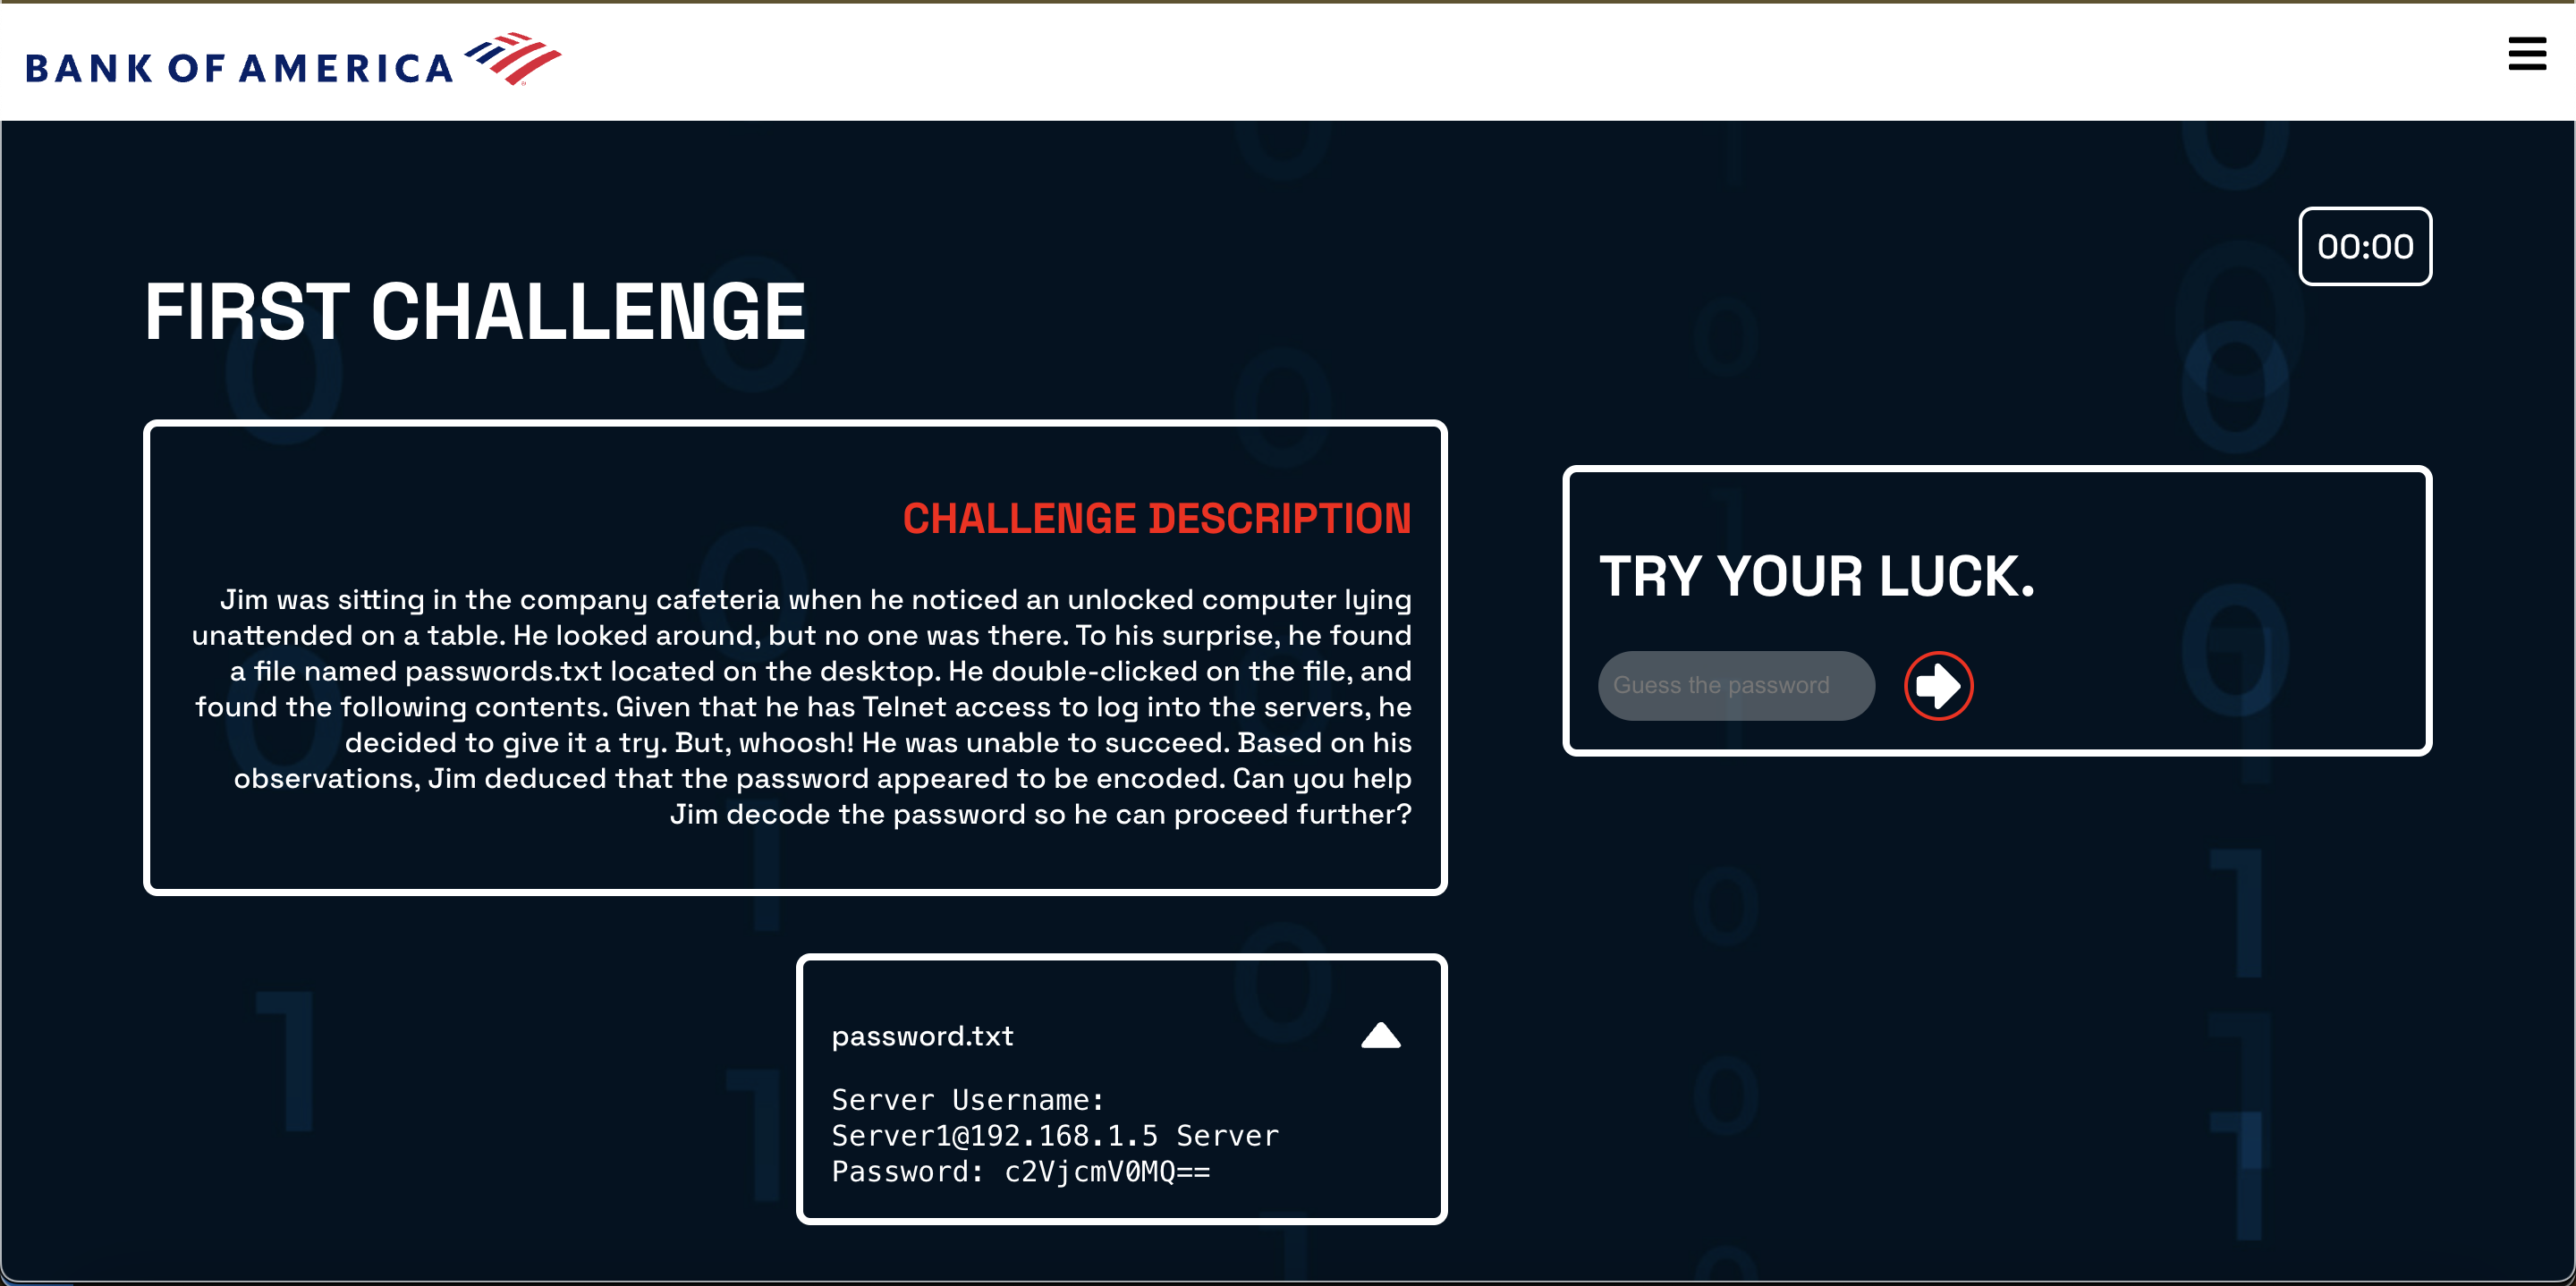 BANK OF AMERICA
00:00
FIRST CHALLENGE
CHALLENGE DESCRIPTION
Jim was sitting in the company cafeteria when he noticed an unlocked computer lying
unattended on a table. He looked around, but no one was there. To his surprise, he found
a file named passwords.txt located on the desktop. He double-clicked on the file, and
found the following contents. Given that he has Telnet access to log into the servers, he
decided to give it a try. But, whoosh! He was unable to succeed. Based on his
observations, Jim deduced that the password appeared to be encoded. Can you help
Jim decode the password so he can proceed further?
TRY YOUR LUCK.
Guess the password
password.txt
Server Username:
Server1@192.168.1.5 Server
Password: c2VjcmV0MQ==